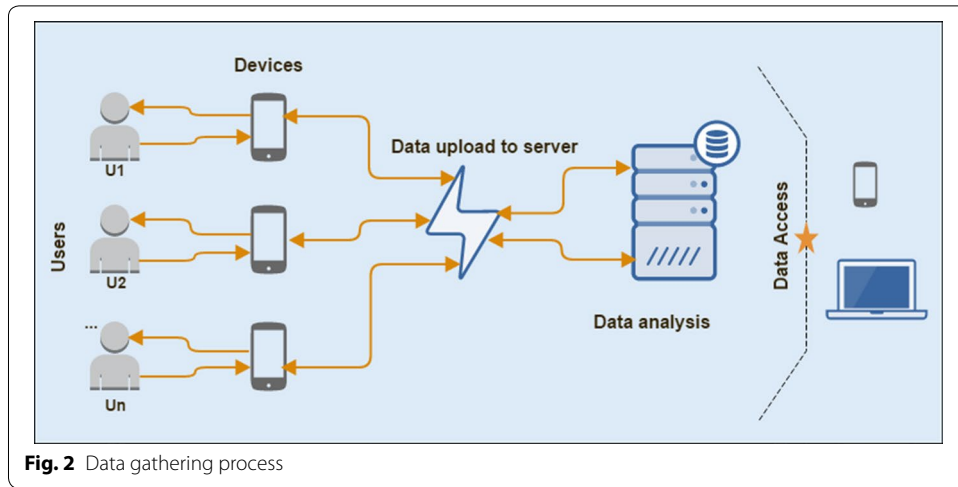 Devices
U1
Data upload to server
Users
U2
Data Access
Data analysis
...
Un
Fig. 2 Data gathering process